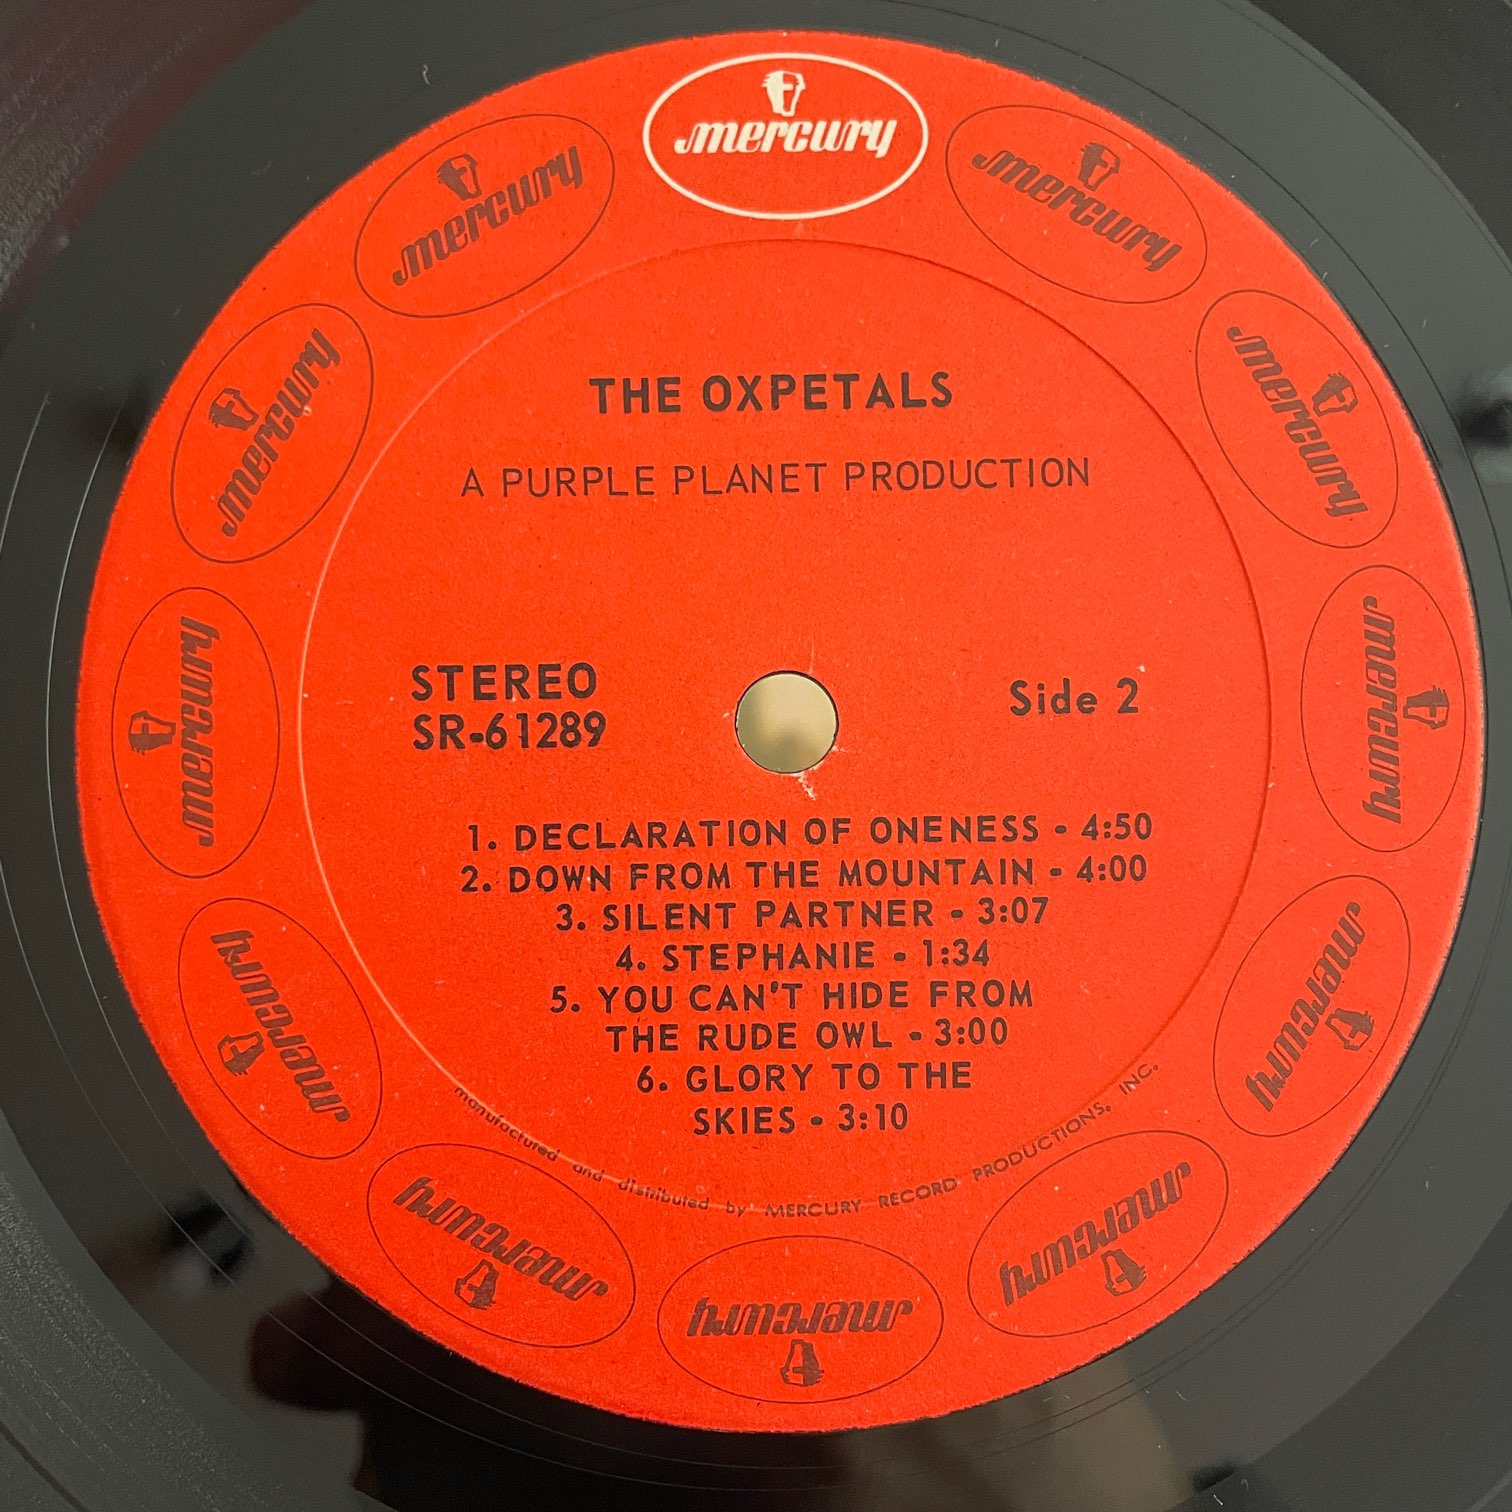 mercury
mercury
mercury
mercury
mercury
THE OXPETALS
A PURPLE PLANET PRODUCTION
STEREO
SR-61289
Side 2
mercury
mercury
1. DECLARATION OF ONENESS - 4:50
2. DOWN FROM THE MOUNTAIN - 4:00
3. SILENT PARTNER - 3:07
4. STEPHANIE - 1:34
5. YOU CAN'T HIDE FROM
THE RUDE OWL - 3:00
6. GLORY TO THE
SKIES - 3:10
manufactured and distributed by MERCURY RECORD PRODUCTIONS, INC.
mercury
mercury
mercury
mercury
mercury